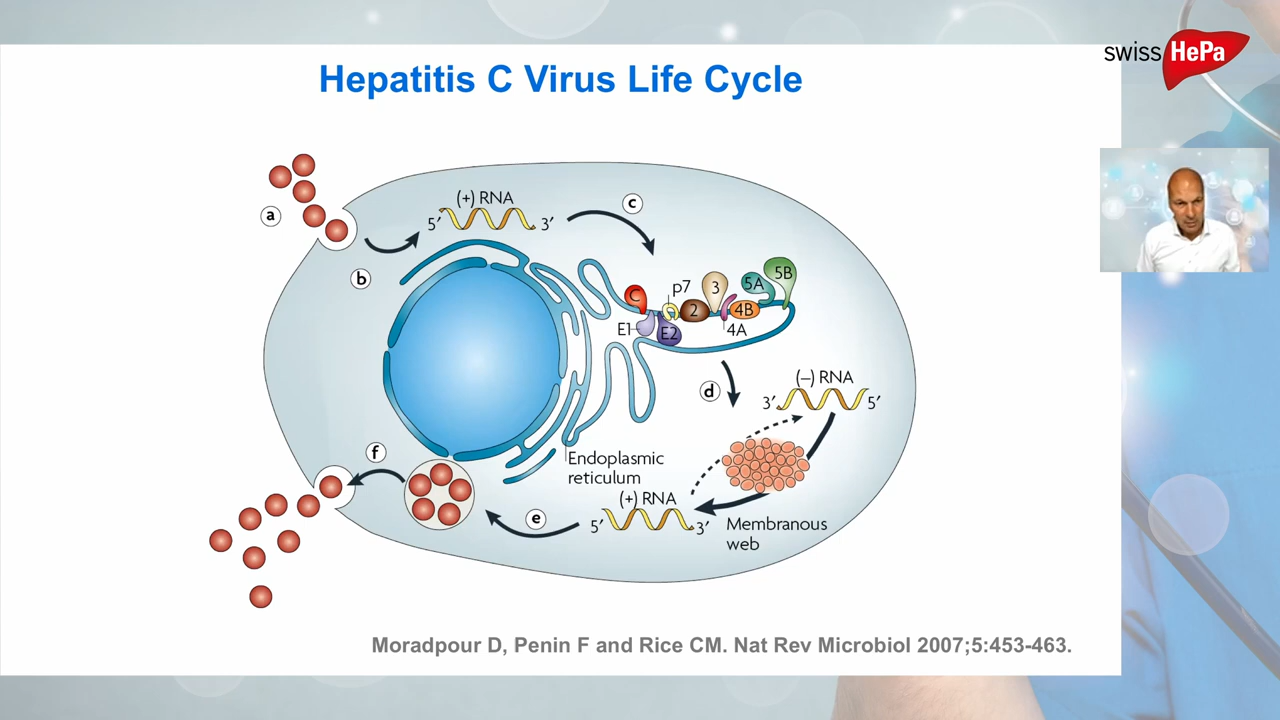 swiss HePa
Hepatitis C Virus Life Cycle
a
(+) RNA
5′ 3′
c
b
C
p7
3
5A
5B
E1
E2
2
4A
4B
d
(–) RNA
3′ 5′
f
Endoplasmic
reticulum
(+) RNA
5′ 3′
e
Membranous
web
Moradpour D, Penin F and Rice CM. Nat Rev Microbiol 2007;5:453-463.